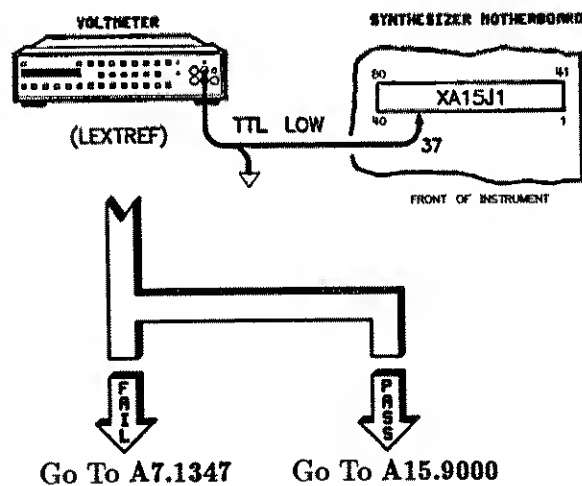 VOLTMETER
SYNTHESIZER MOTHERBOARD
80
41
XA15J1
40
1
(LEXTREF)
TTL LOW
37
FRONT OF INSTRUMENT
FAIL
PASS
Go To A7.1347
Go To A15.9000